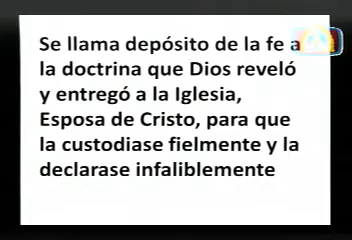 Se llama depósito de la fe a
la doctrina que Dios reveló
y entregó a la Iglesia,
Esposa de Cristo, para que
la custodiase fielmente y la
declarase infaliblemente